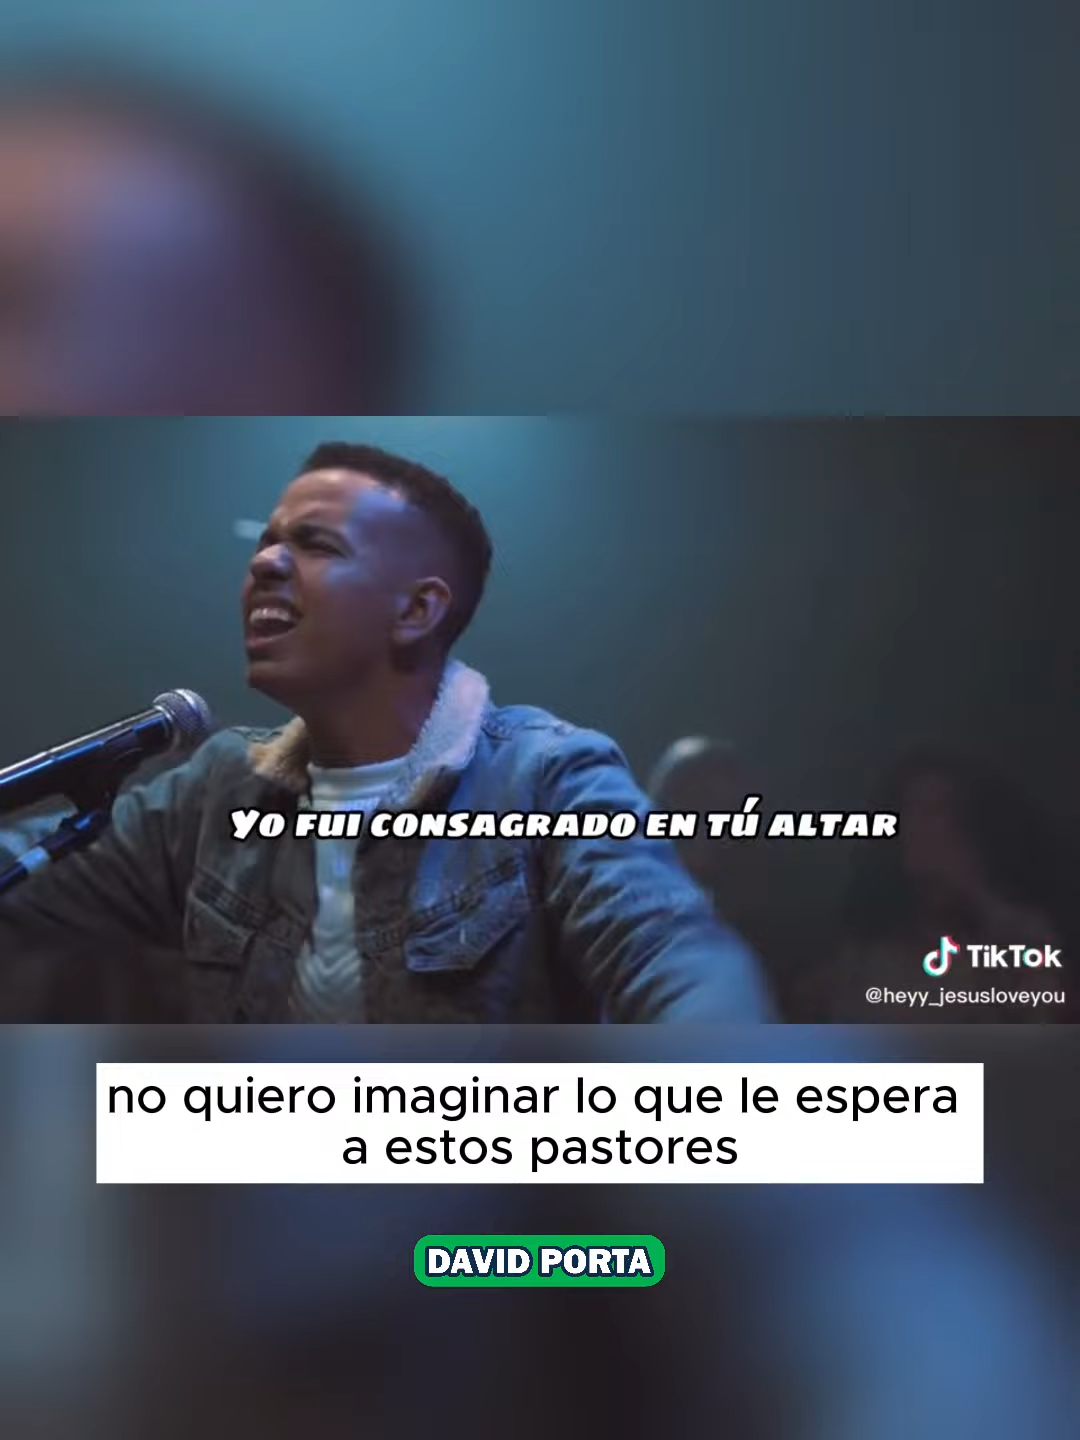 YO FUI CONSAGRADO EN TÚ ALTAR
TikTok
@heyy_jesusloveyou
no quiero imaginar lo que le espera
a estos pastores
DAVID PORTA